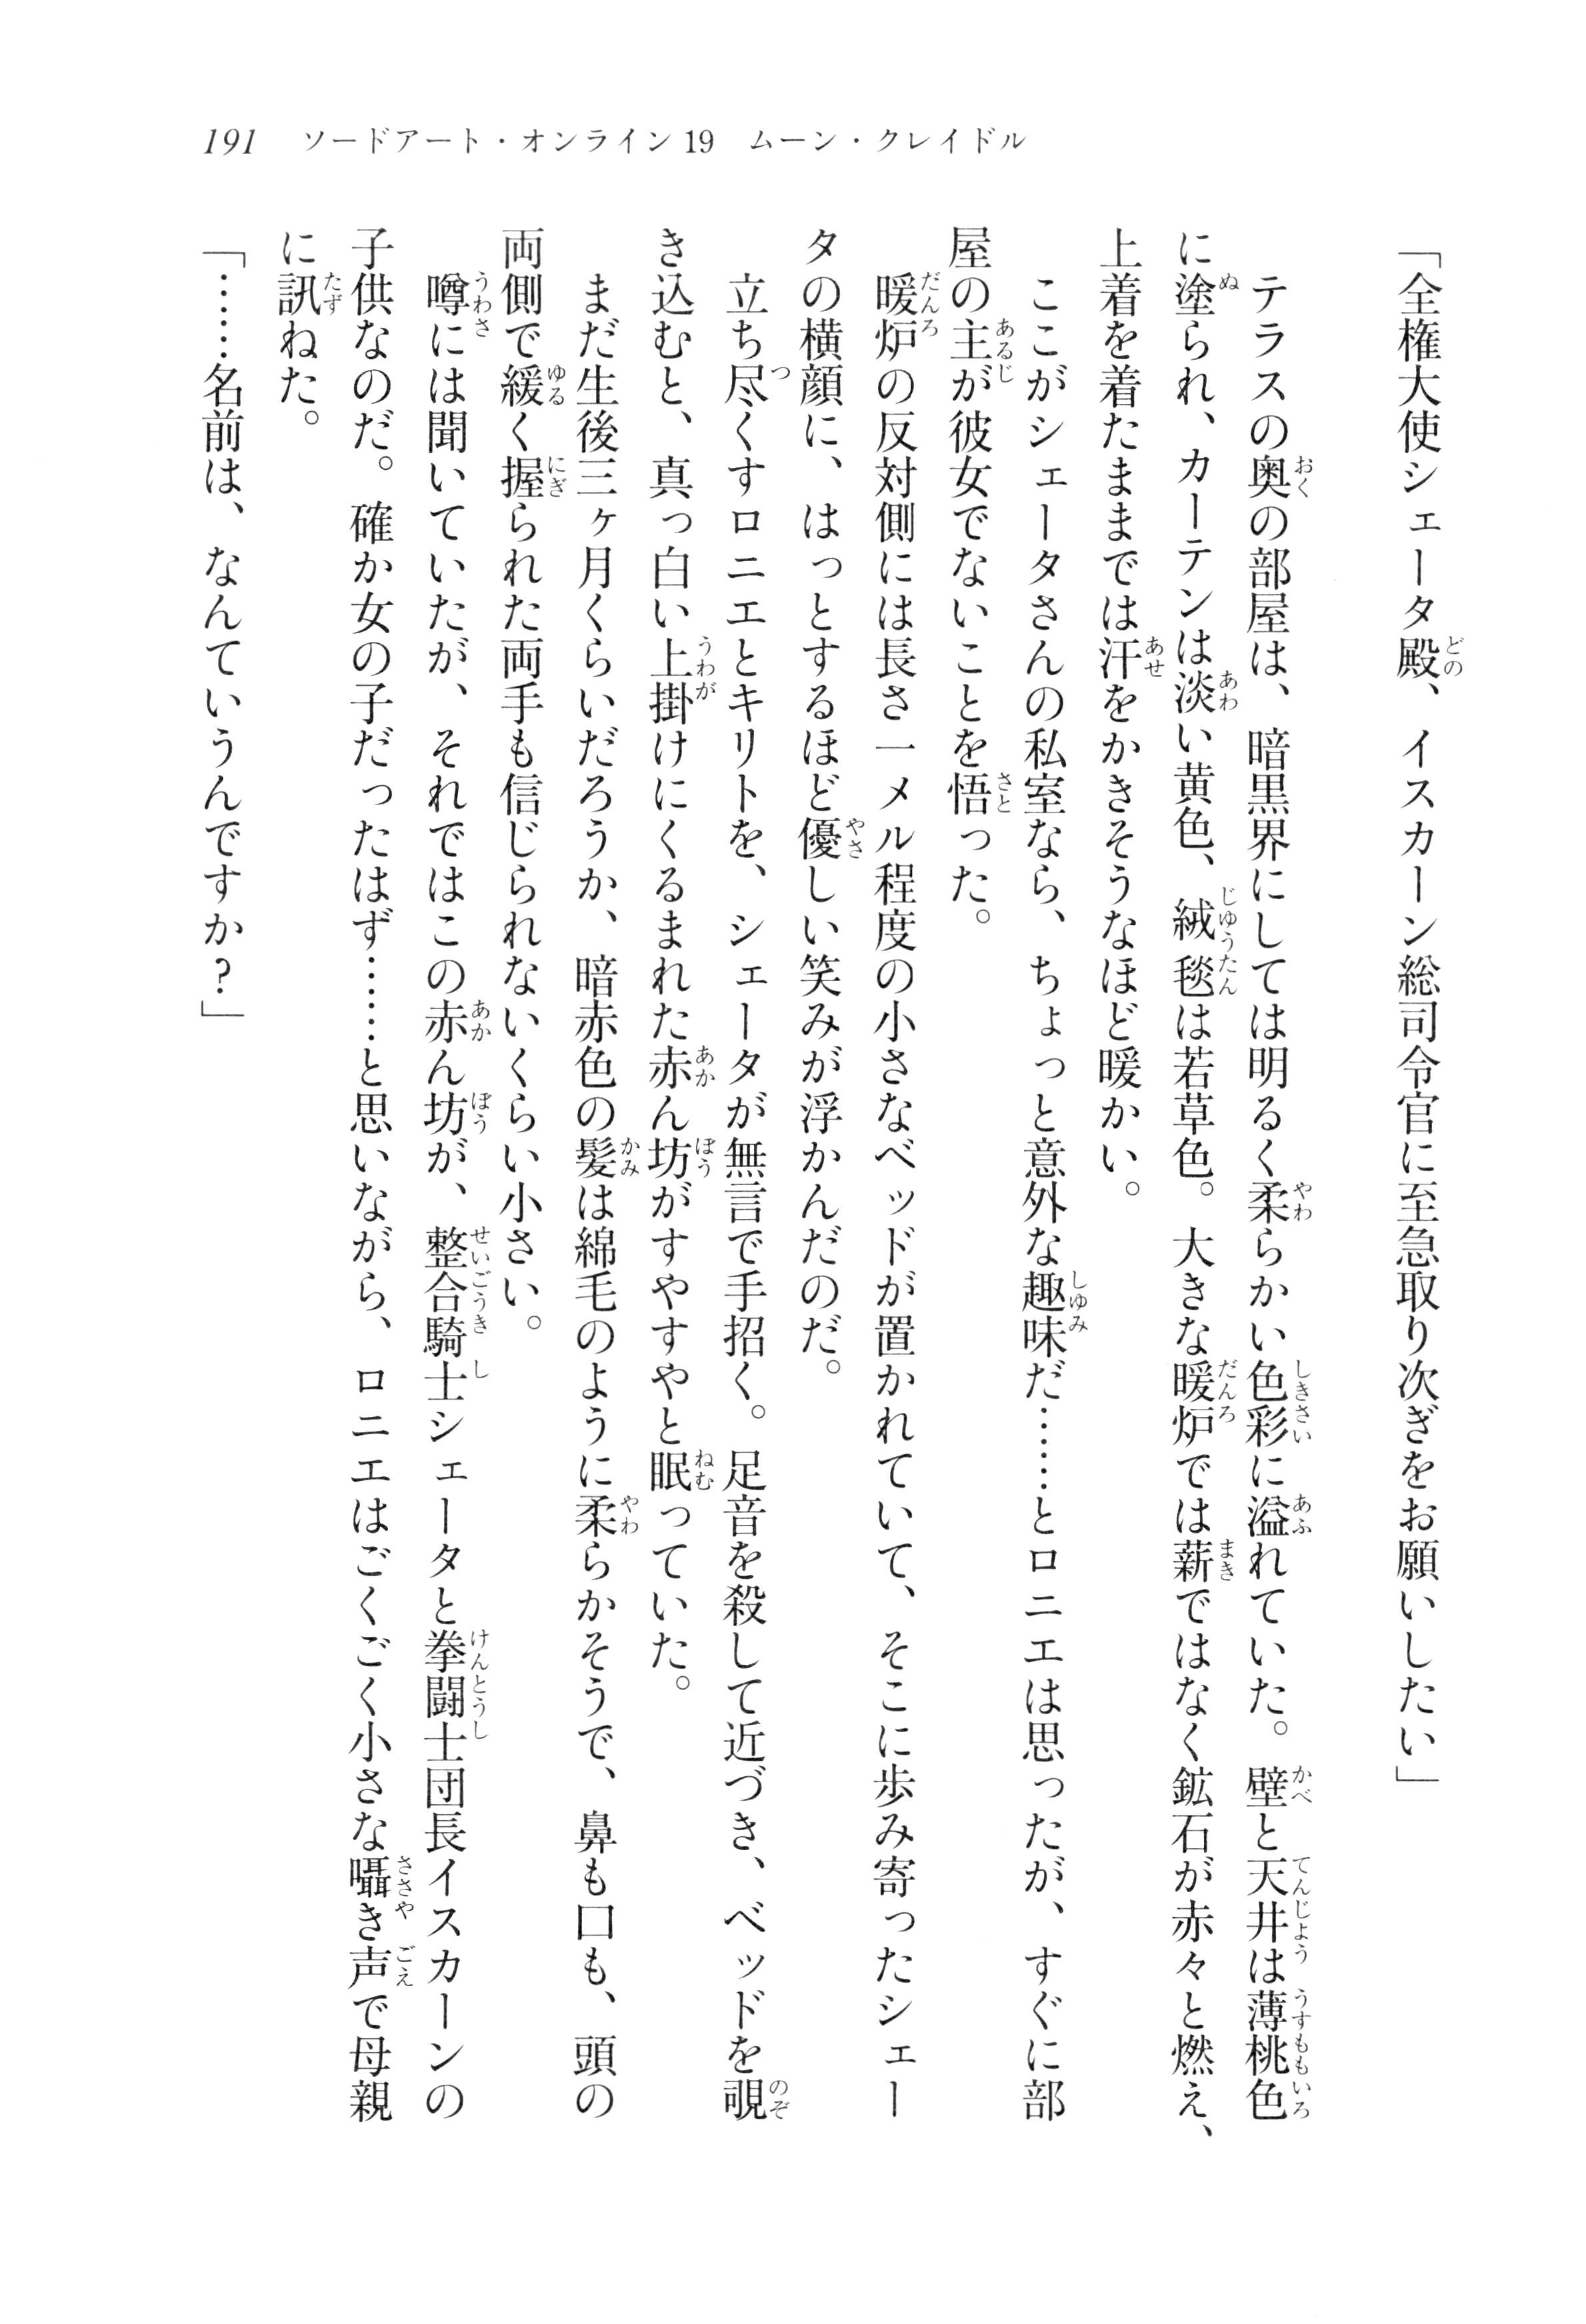 191 ソードアート・オンライン19 ムーン・クレイドル
「全権大使シェータ殿、イスカーン総司令官に至急取り次ぎをお願いしたい」
テラスの奥の部屋は、暗黒界にしては明るく柔らかい色彩に溢れていた。壁と天井は薄桃色
に塗られ、カーテンは淡い黄色、絨毯は若草色。大きな暖炉では薪ではなく鉱石が赤々と燃え、
上着を着たままでは汗をかきそうなほど暖かい。
ここがシェータさんの私室なら、ちょっと意外な趣味だ……とロニエは思ったが、すぐに部
屋の主が彼女でないことを悟った。
暖炉の反対側には長さ一メル程度の小さなベッドが置かれていて、そこに歩み寄ったシェー
タの横顔に、はっとするほど優しい笑みが浮かんだのだ。
立ち尽くすロニエとキリトを、シェータが無言で手招く。足音を殺して近づき、ベッドを覗
き込むと、真っ白い上掛けにくるまれた赤ん坊がすやすやと眠っていた。
まだ生後三ヶ月くらいだろうか、暗赤色の髪は綿毛のように柔らかそうで、鼻も口も、頭の
両側で緩く握られた両手も信じられないくらい小さい。
噂には聞いていたが、それではこの赤ん坊が、整合騎士シェータと拳闘士団長イスカーンの
子供なのだ。確か女の子だったはず……と思いながら、ロニエはごくごく小さな囁き声で母親
に訊ねた。
「……名前は、なんていうんですか？」